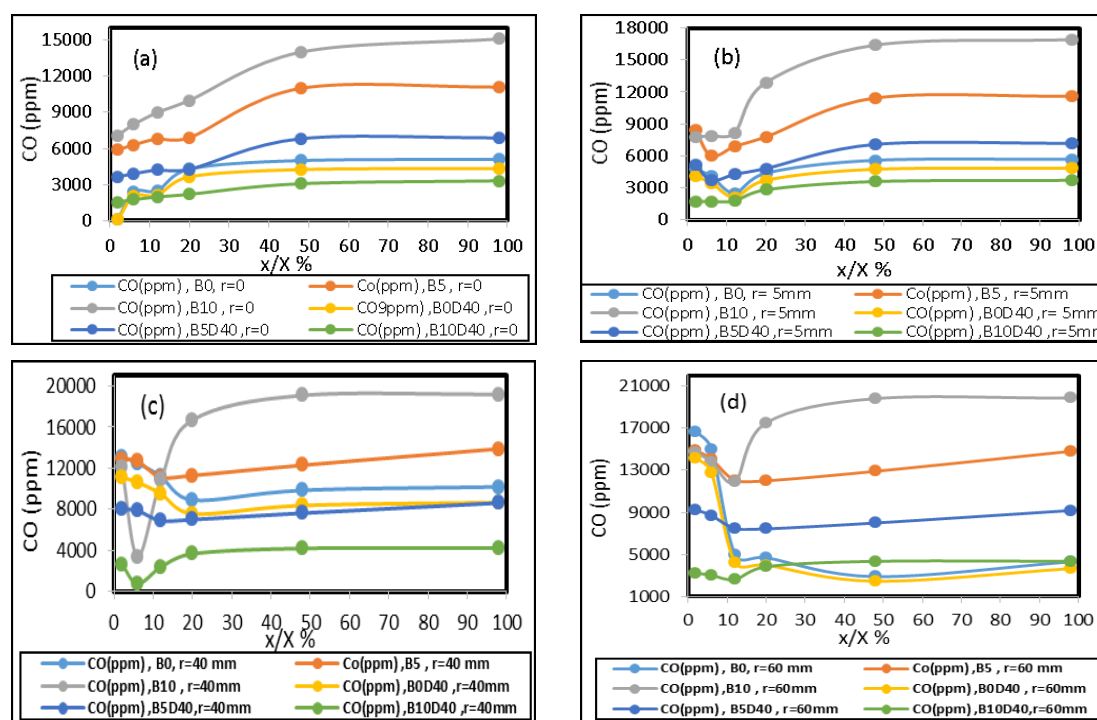 (a)
CO (ppm)
15000
12000
9000
6000
3000
0
0 10 20 30 40 50 60 70 80 90 100
x/X %
CO(ppm) , B0, r=0
Co(ppm) ,B5 , r=0
CO(ppm) ,B10 , r=0
CO9ppm) ,B0D40 ,r=0
CO(ppm) ,B5D40 ,r=0
CO(ppm) ,B10D40 ,r=0
(b)
CO (ppm)
18000
15000
12000
9000
6000
3000
0
0 10 20 30 40 50 60 70 80 90 100
x/X %
CO(ppm) , B0, r= 5mm
Co(ppm) ,B5 , r=5mm
CO(ppm) ,B10 , r=5mm
CO(ppm) ,B0D40 ,r= 5mm
CO(ppm) ,B5D40 ,r=5mm
CO(ppm) ,B10D40 ,r=5mm
(c)
CO (ppm)
20000
16000
12000
8000
4000
0
0 10 20 30 40 50 60 70 80 90 100
x/X %
CO(ppm) , B0, r=40 mm
Co(ppm) ,B5 , r=40 mm
CO(ppm) ,B10 , r=40mm
CO(ppm) ,B0D40 ,r=40mm
CO(ppm) ,B5D40,r=40mm
CO(ppm) ,B10D40 ,r=40mm
(d)
CO (ppm)
21000
17000
13000
9000
5000
1000
0 10 20 30 40 50 60 70 80 90 100
x/X %
CO(ppm) , B0, r=60 mm
Co(ppm) ,B5 , r=60 mm
CO(ppm) ,B10 , r=60mm
CO(ppm) ,B0D40 ,r=60mm
CO(ppm) ,B5D40 ,r=60mm
CO(ppm) ,B10D40,r=60mm